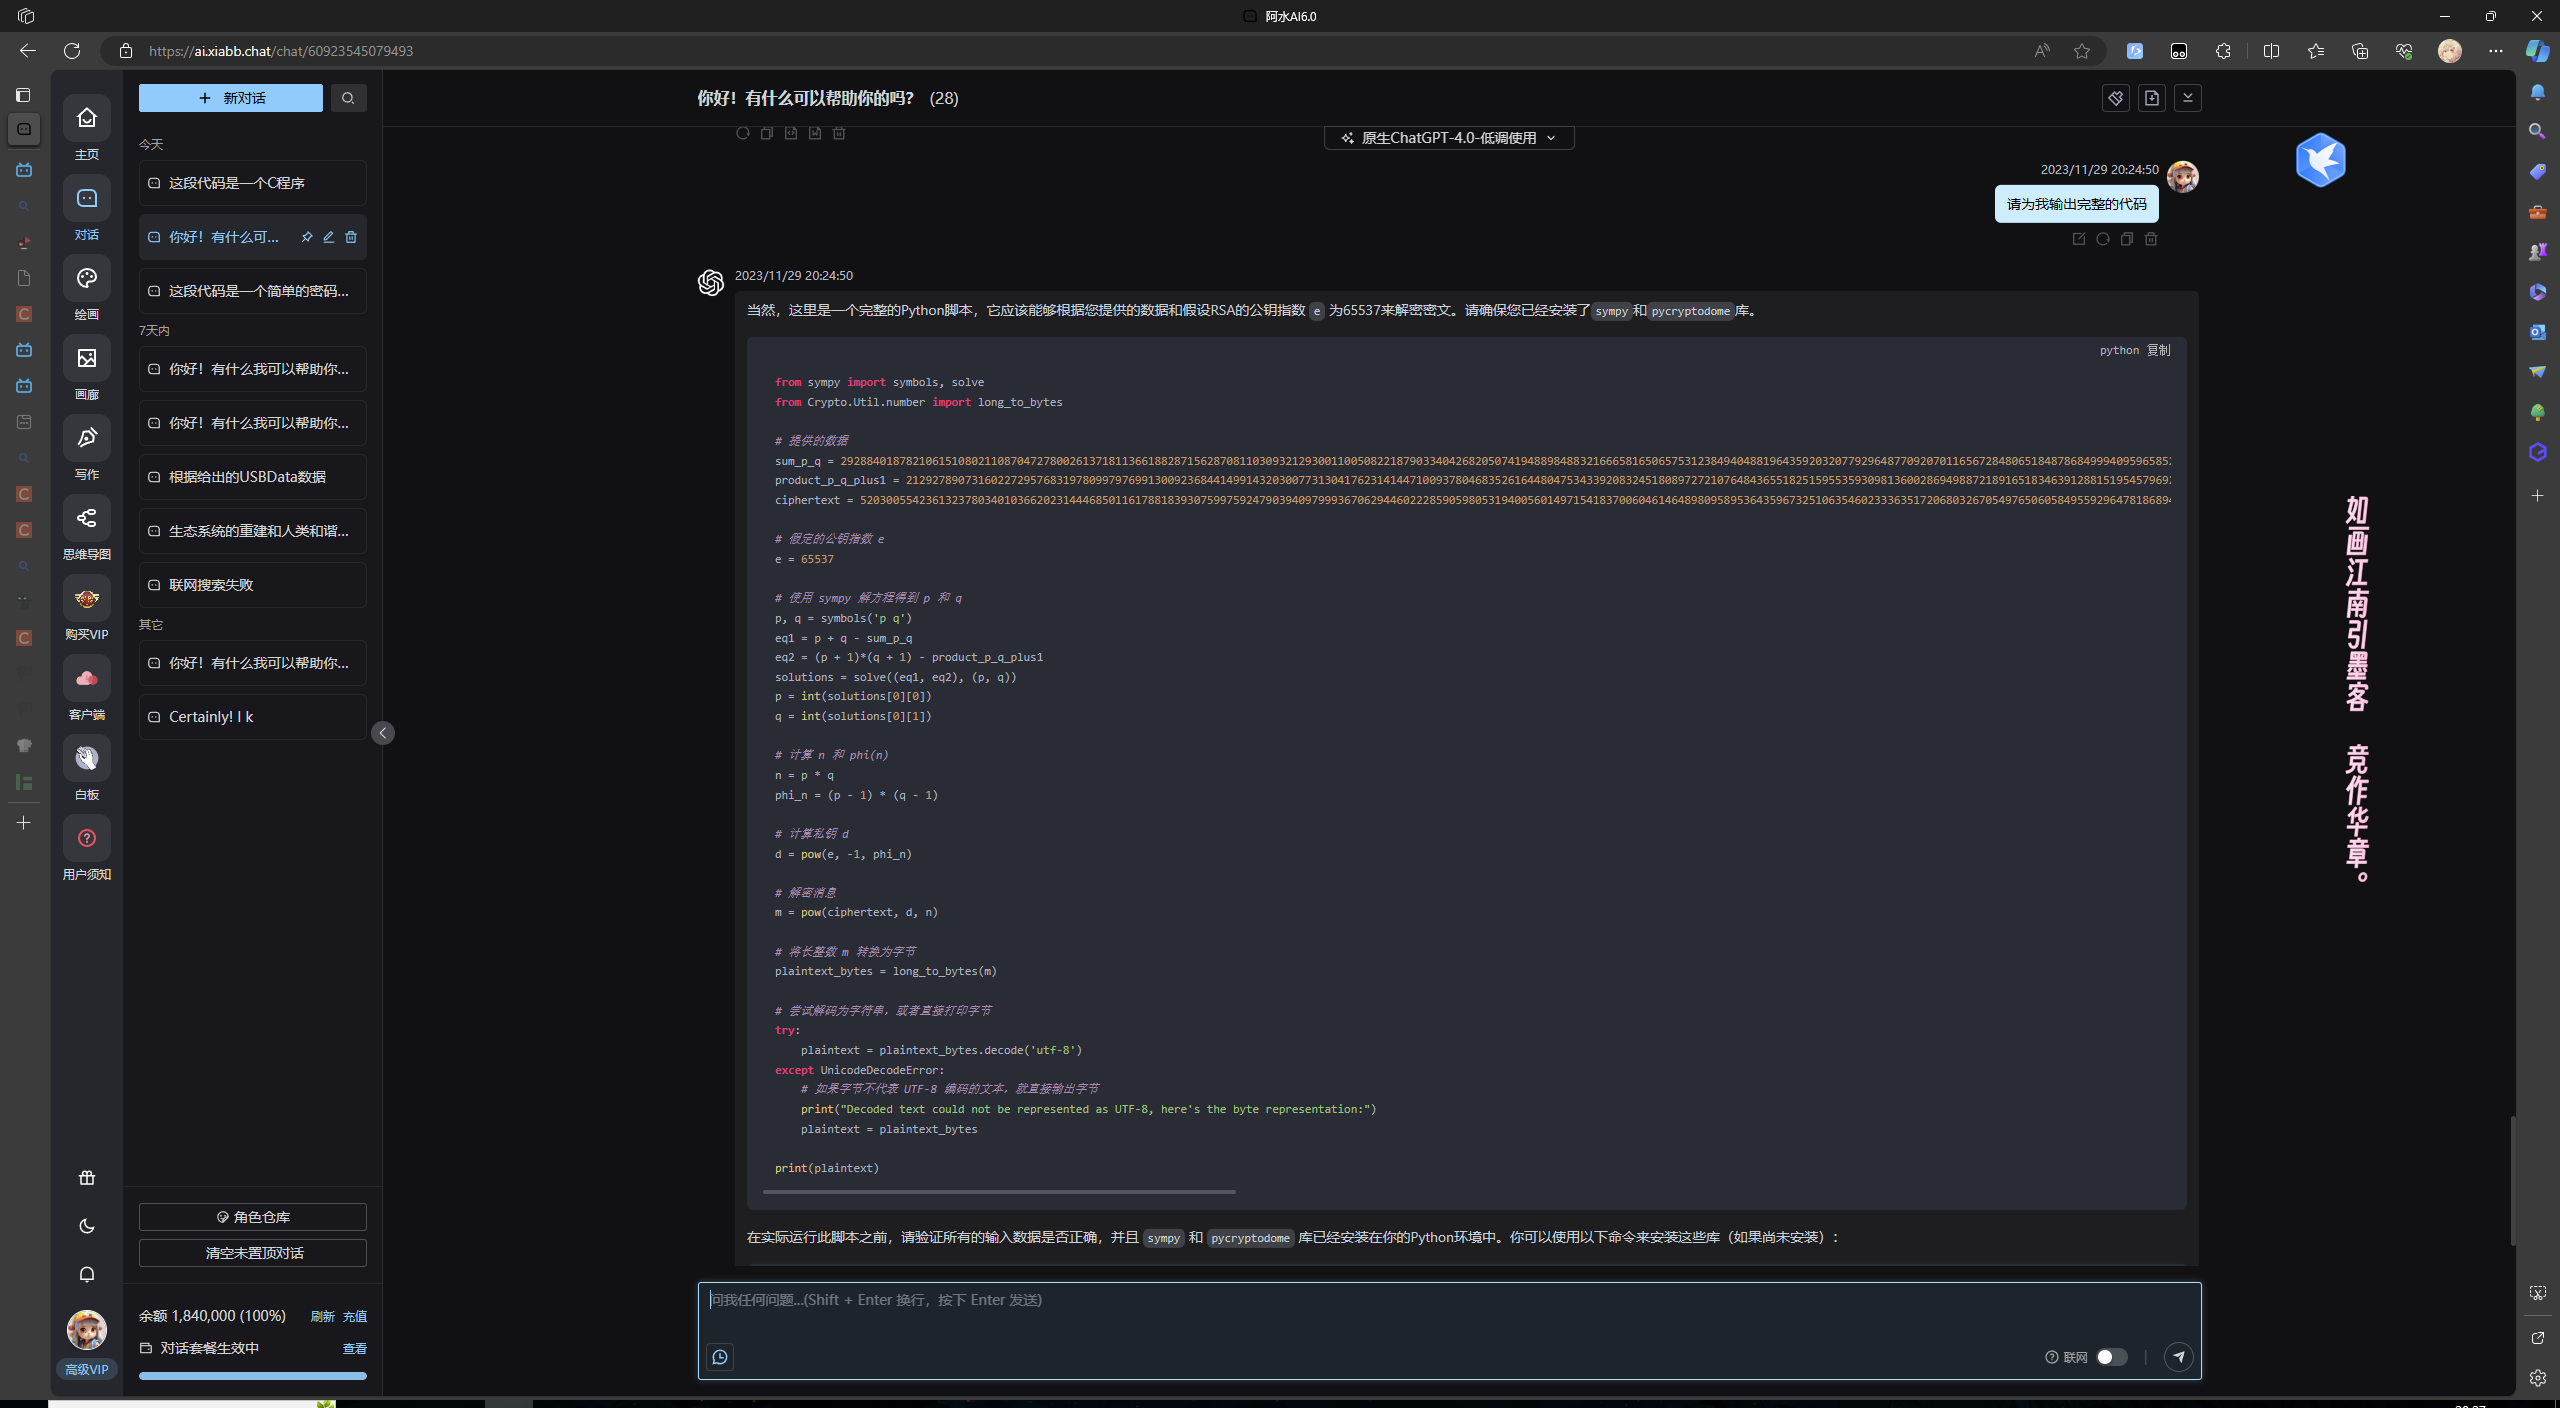 阿水AI6.0
https://ai.xiabb.chat/chat/60923545079493
新对话
今天
这段代码是一个C程序
你好！有什么可...
这段代码是一个简单的密码...
7天内
你好！有什么我可以帮助你...
你好！有什么我可以帮助你...
根据给出的USBData数据
生态系统的重建和人类和谐...
联网搜索失败
其它
你好！有什么我可以帮助你...
Certainly! I k
主页
对话
绘画
画廊
写作
思维导图
购买VIP
客户端
白板
用户须知
角色仓库
清空未置顶对话
余额 1,840,000 (100%) 刷新 充值
对话套餐生效中 查看
高级VIP
你好！有什么可以帮助你的吗？ (28)
原生ChatGPT-4.0-低调使用
2023/11/29 20:24:50
请为我输出完整的代码
2023/11/29 20:24:50
当然，这里是一个完整的Python脚本，它应该能够根据您提供的数据和假设RSA的公钥指数 e 为65537来解密密文。请确保您已经安装了 sympy 和 pycryptodome 库。
python 复制
from sympy import symbols, solve
from Crypto.Util.number import long_to_bytes
# 提供的数据
sum_p_q =
product_p_q_plus1 =
ciphertext =
# 假定的公钥指数 e
e = 65537
# 使用 sympy 解方程得到 p 和 q
p, q = symbols('p q')
eq1 = p + q - sum_p_q
eq2 = (p + 1)*(q + 1) - product_p_q_plus1
solutions = solve((eq1, eq2), (p, q))
p = int(solutions[0][0])
q = int(solutions[0][1])
# 计算 n 和 phi(n)
n = p * q
phi_n = (p - 1) * (q - 1)
# 计算私钥 d
d = pow(e, -1, phi_n)
# 解密消息
m = pow(ciphertext, d, n)
# 将长整数 m 转换为字节
plaintext_bytes = long_to_bytes(m)
# 尝试解码为字符串，或者直接打印字节
try:
plaintext = plaintext_bytes.decode('utf-8')
except UnicodeDecodeError:
# 如果字节不代表 UTF-8 编码的文本，就直接输出字节
print("Decoded text could not be represented as UTF-8, here's the byte representation:")
plaintext = plaintext_bytes
print(plaintext)
在实际运行此脚本之前，请验证所有的输入数据是否正确，并且 sympy 和 pycryptodome 库已经安装在你的Python环境中。你可以使用以下命令来安装这些库（如果尚未安装）：
问我任何问题...(Shift + Enter 换行，按下 Enter 发送)
联网
如画江南引墨客 竞作华章。